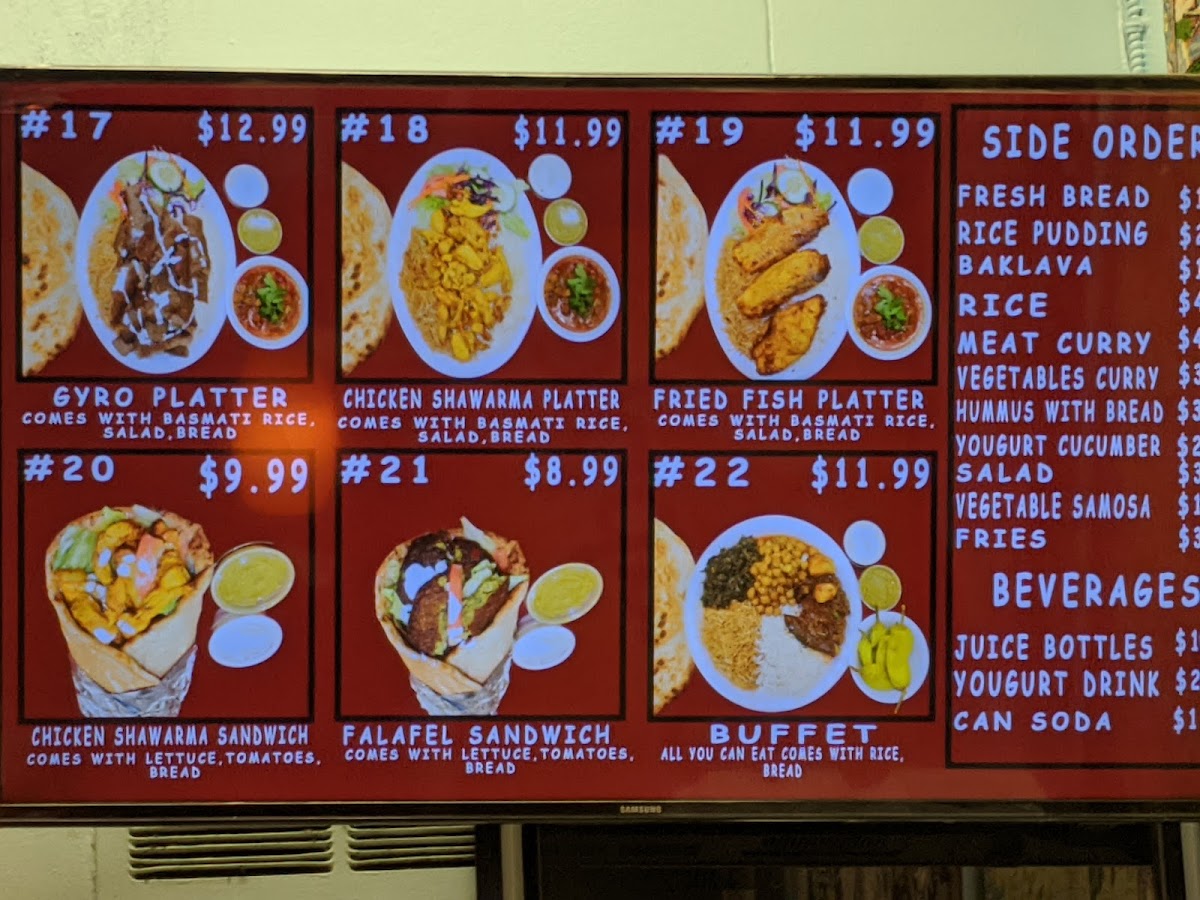 #17 $12.99
GYRO PLATTER
COMES WITH BASMATI RICE,
SALAD,BREAD
#18 $11.99
CHICKEN SHAWARMA PLATTER
COMES WITH BASMATI RICE,
SALAD,BREAD
#19 $11.99
FRIED FISH PLATTER
COMES WITH BASMATI RICE,
SALAD,BREAD
#20 $9.99
CHICKEN SHAWARMA SANDWICH
COMES WITH LETTUCE,TOMATOES,
BREAD
#21 $8.99
FALAFEL SANDWICH
COMES WITH LETTUCE,TOMATOES,
BREAD
#22 $11.99
BUFFET
ALL YOU CAN EAT COMES WITH RICE,
BREAD
SIDE ORDER
FRESH BREAD
RICE PUDDING
BAKLAVA
RICE
MEAT CURRY
VEGETABLES CURRY
HUMMUS WITH BREAD
YOUGURT CUCUMBER
SALAD
VEGETABLE SAMOSA
FRIES
BEVERAGES
JUICE BOTTLES
YOUGURT DRINK
CAN SODA
SAMSUNG